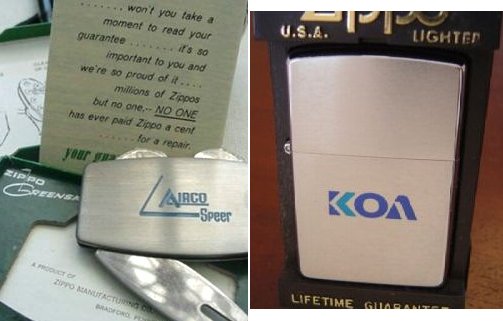 ........ won't you take a
moment to read your
guarantee ........ it's so
important to you and
we're so proud of it ....
millions of Zippos
but no one,-- NO ONE
has ever paid Zippo a cent
....... for a repair.
your
ZIPPO
AIRCO
Speer
A PRODUCT OF
ZIPPO MANUFACTURING CO.
BRADFORD,
Zippo
U.S.A. LIGHTER
KOA
LIFETIME GUARANTEE